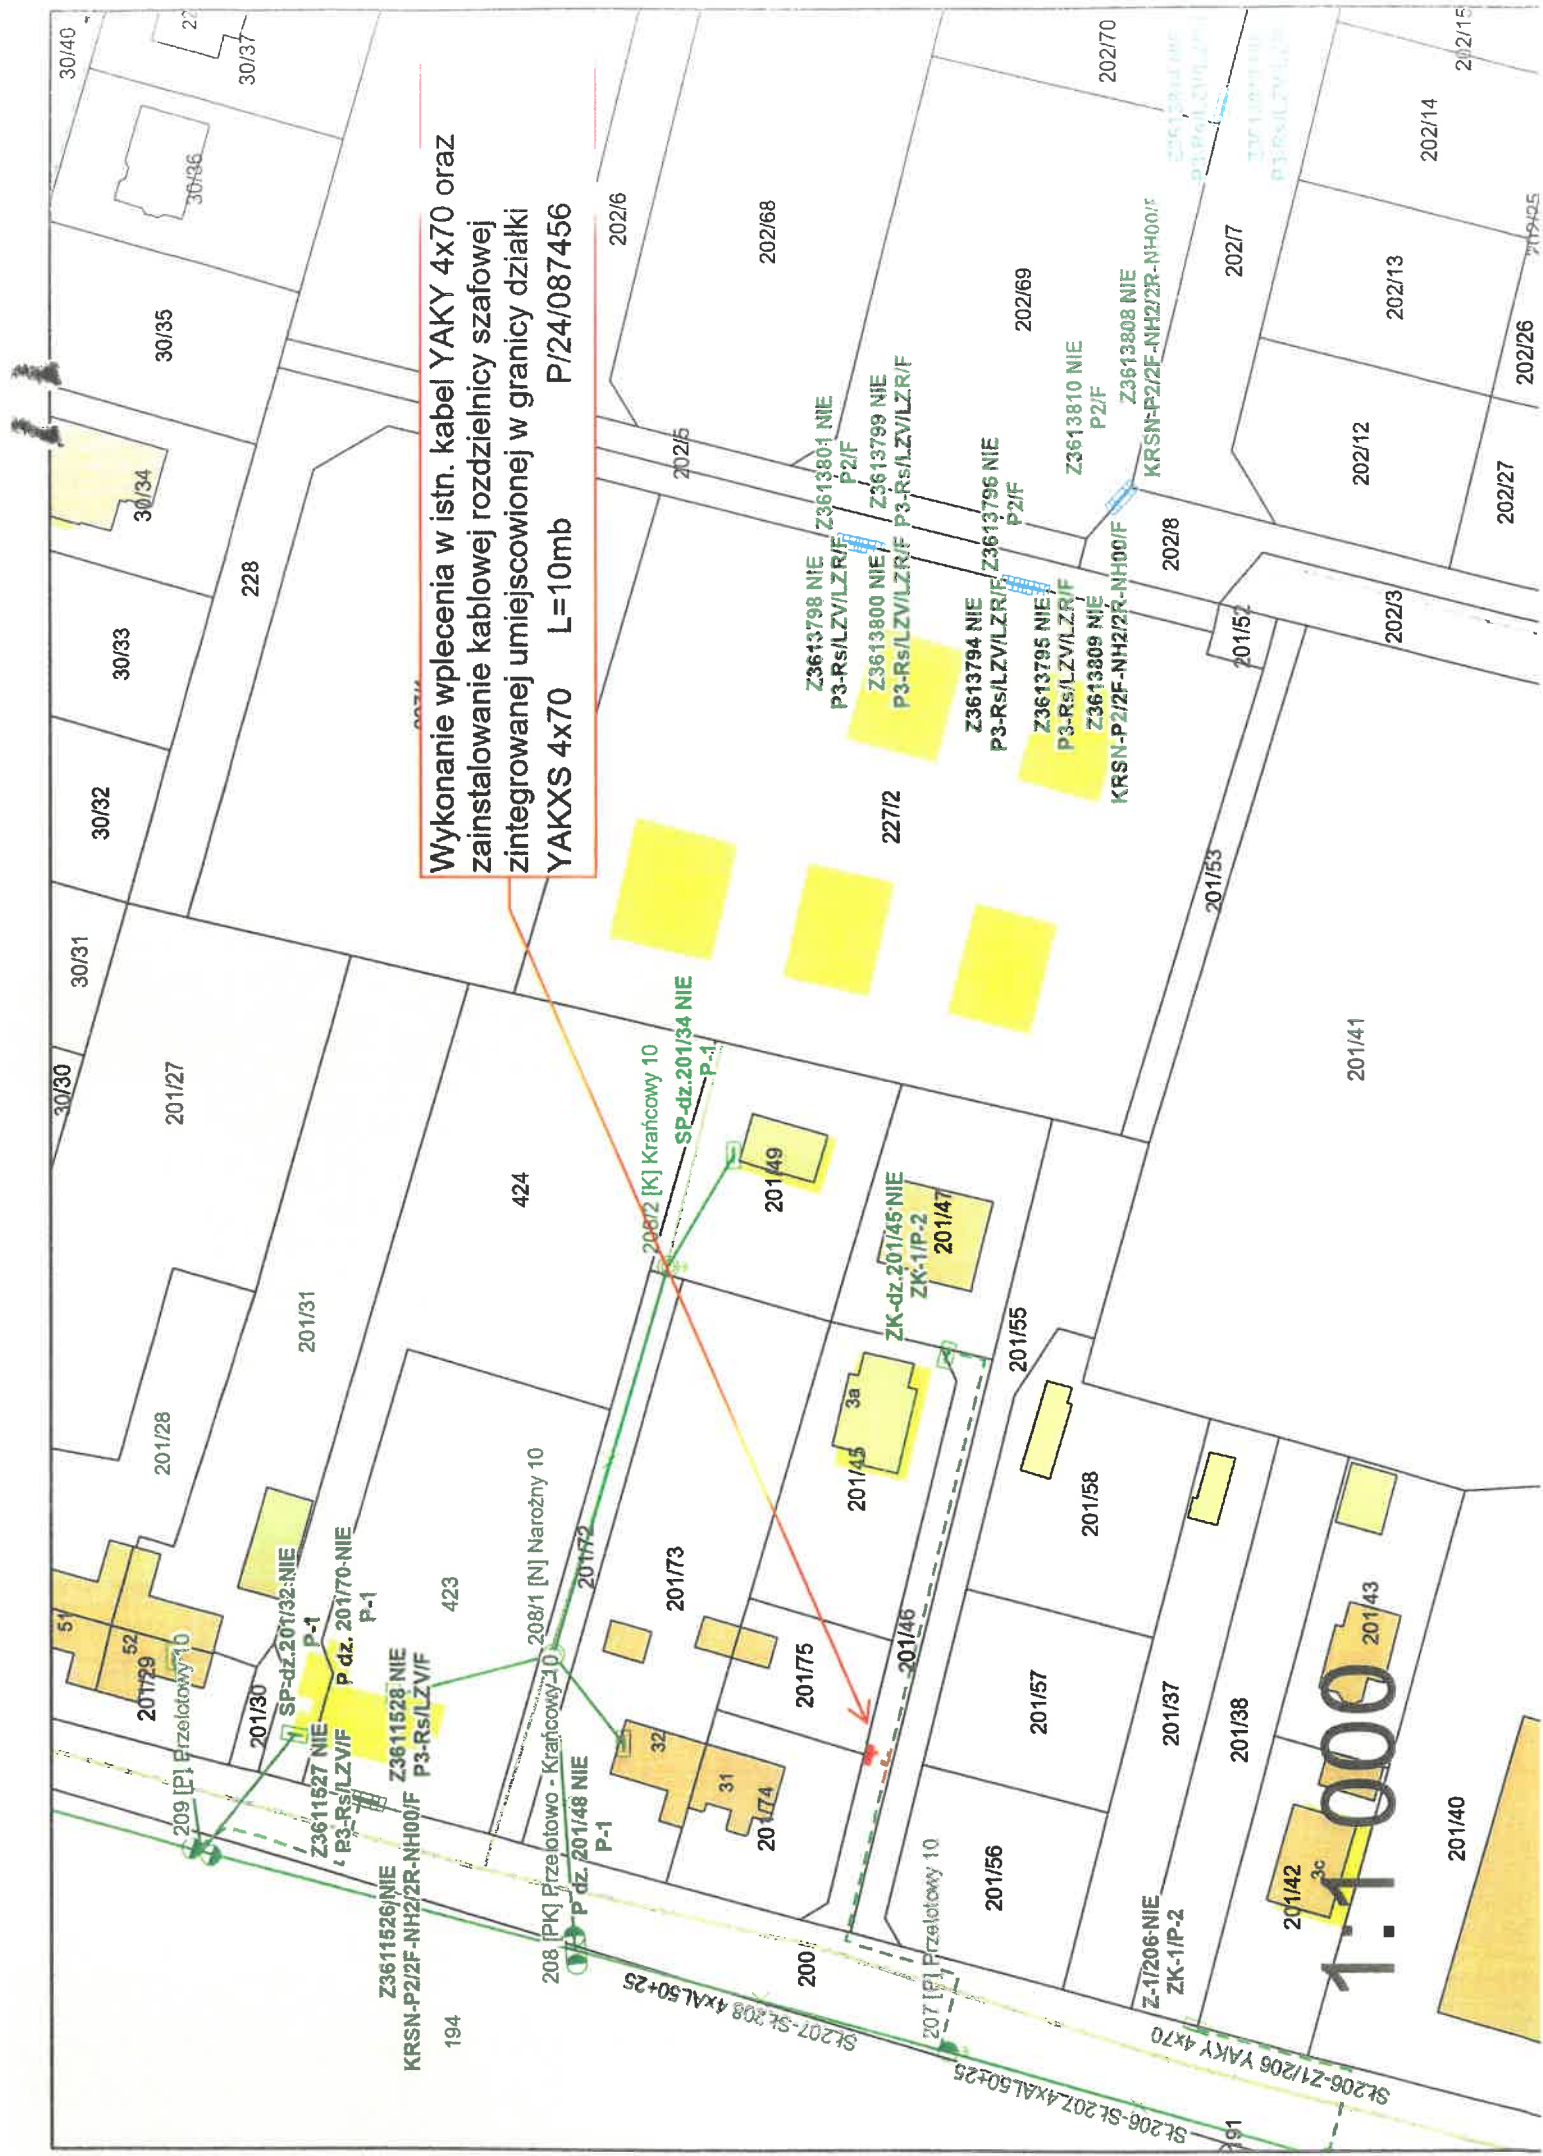 Wykonanie wplecenia w istn. kabel YAKY 4x70 oraz
zainstalowanie kablowej rozdzielnicy szafowej
zintegrowanej umiejscowionej w granicy działki
YAKXS 4x70 L=10mb P/24/087456
30/40
30/37
30/36
30/35
30/34
30/33
30/32
30/31
30/30
228
202/6
202/68
202/70
202/69
202/5
202/7
202/14
202/15
202/13
202/12
202/26
202/27
202/8
202/3
201/52
201/53
227/2
201/41
Z3613801 NIE
P2/F
Z3613798 NIE
P3-Rs/LZV/LZR/F
Z3613799 NIE
P3-Rs/LZV/LZR/F
Z3613800 NIE
P3-Rs/LZV/LZR/F
Z3613796 NIE
P2/F
Z3613794 NIE
P3-Rs/LZV/LZR/F
Z3613795 NIE
P3-Rs/LZV/LZR/F
Z3613809 NIE
KRSN-P2/2F-NH2/2R-NH00/F
Z3613810 NIE
P2/F
Z3613808 NIE
KRSN-P2/2F-NH2/2R-NH00/F
201/27
201/28
201/31
424
423
208/2 [K] Krańcowy 10
SP-dz.201/34 NIE
P-1
201/49
201/47
ZK-dz.201/45 NIE
ZK-1/P-2
3a
201/45
201/55
201/58
201/72
201/73
201/75
201/46
201/57
201/56
201/37
201/38
201/43
201/42
3c
201/40
51
52
201/29
201/30
209 [P] Przelotowy 10
SP-dz.201/32 NIE
P-1
P dz. 201/70 NIE
P-1
Z3611527 NIE
P3-Rs/LZV/F
Z3611528 NIE
P3-Rs/LZV/F
Z3611526 NIE
KRSN-P2/2F-NH2/2R-NH00/F
194
208/1 [N] Narożny 10
208 [PK] Przelotowo - Krańcowy 10
P dz. 201/48 NIE
P-1
32
31
201/74
200
207 [P] Przelotowy 10
SŁ207-SŁ208 4xAL50+25
SŁ206-SŁ207 4xAL50+25
SŁ206-Z1/206 YAKY 4x70
Z-1/206 NIE
ZK-1/P-2
191
1:1 000